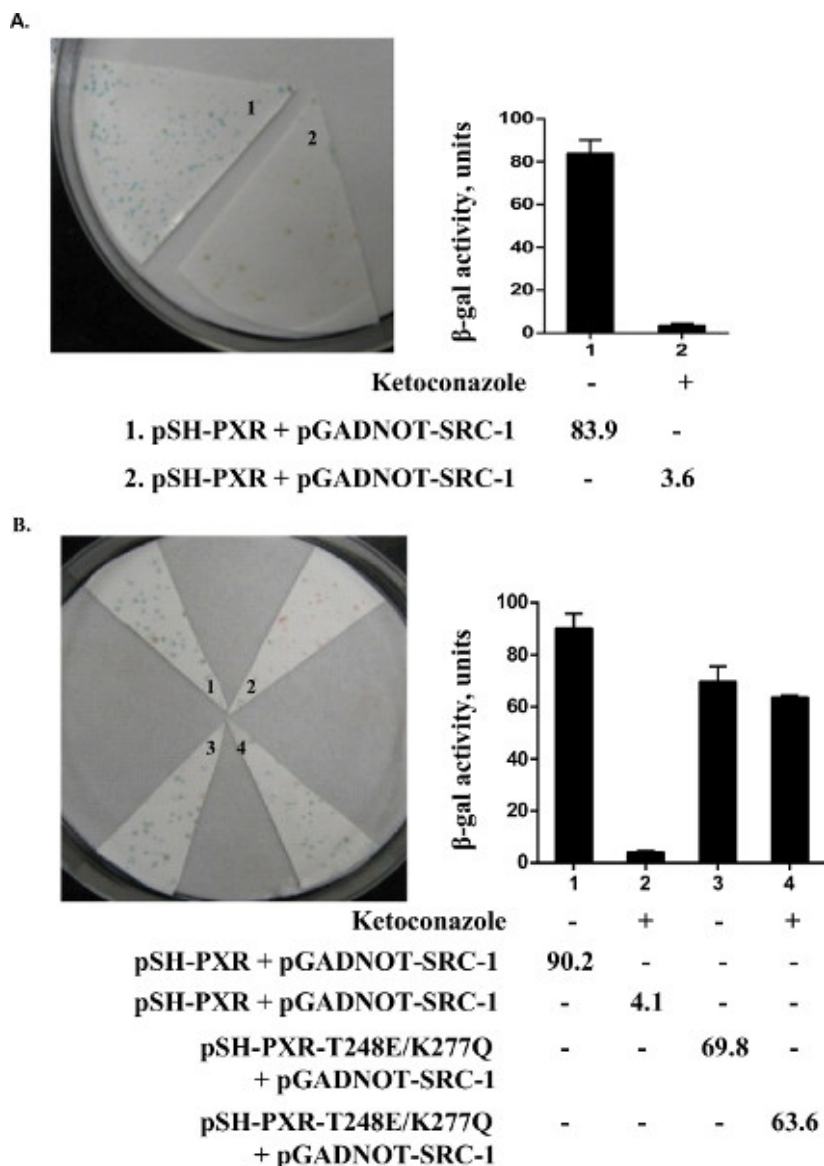 A.
1
2
β-gal activity, units
100
80
60
40
20
0
1 2
Ketoconazole - +
1. pSH-PXR + pGADNOT-SRC-1 83.9 -
2. pSH-PXR + pGADNOT-SRC-1 - 3.6
B.
1 2
3 4
β-gal activity, units
100
80
60
40
20
0
1 2 3 4
Ketoconazole - + - +
pSH-PXR + pGADNOT-SRC-1 90.2 - - -
pSH-PXR + pGADNOT-SRC-1 - 4.1 - -
pSH-PXR-T248E/K277Q - - 69.8 -
+ pGADNOT-SRC-1
pSH-PXR-T248E/K277Q - - - 63.6
+ pGADNOT-SRC-1